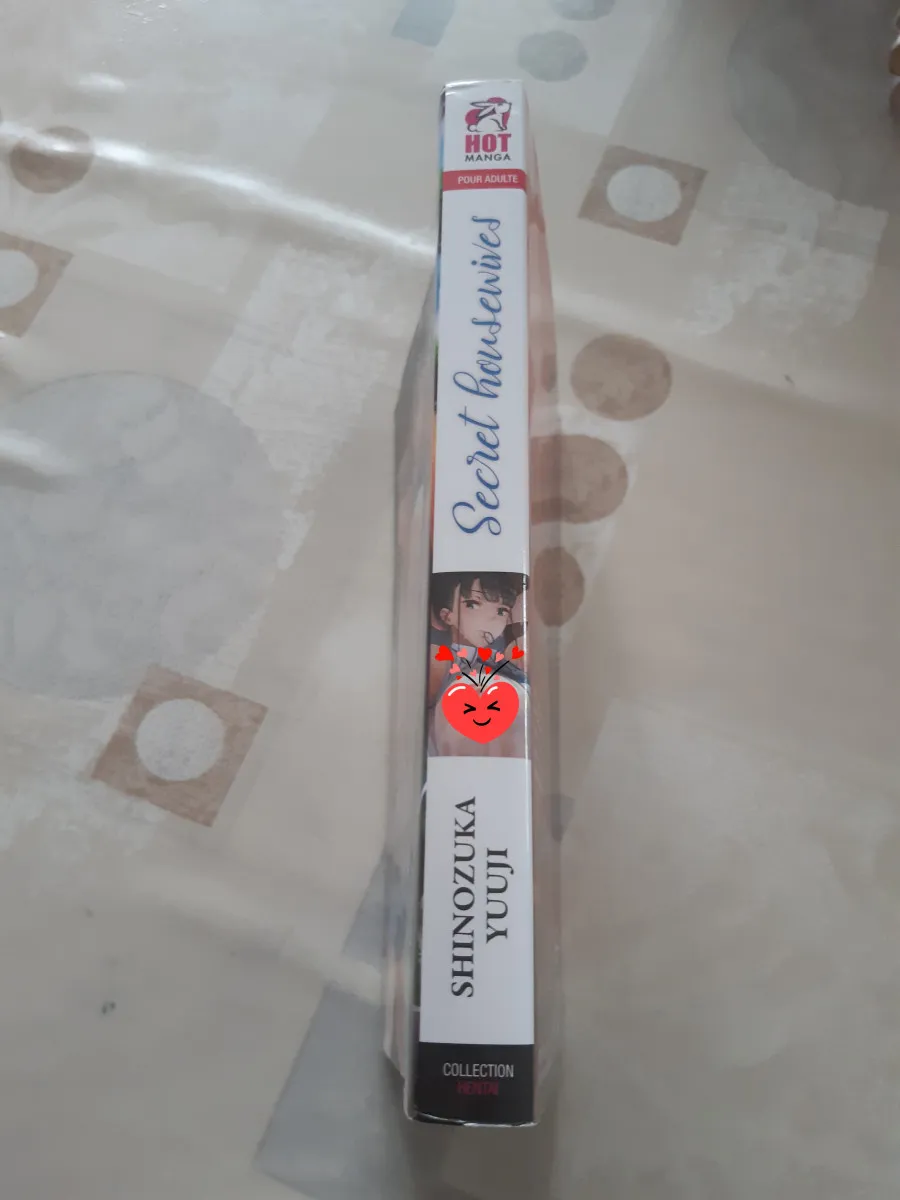 HOT
MANGA
POUR ADULTE
Secret housewives
SHINOZUKA
YUUJI
COLLECTION
HENTAI